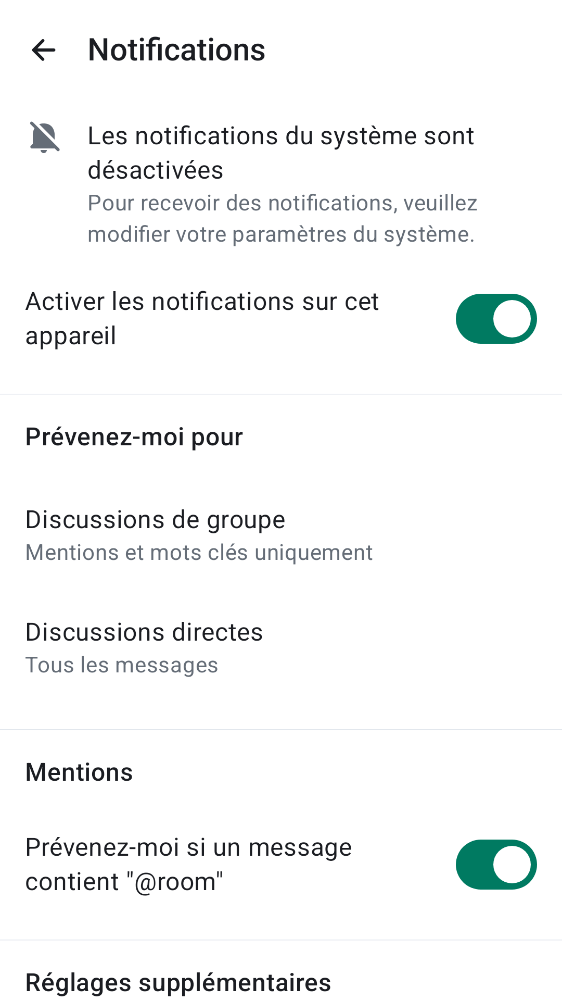 Notifications
Les notifications du système sont
désactivées
Pour recevoir des notifications, veuillez
modifier votre paramètres du système.
Activer les notifications sur cet
appareil
Prévenez-moi pour
Discussions de groupe
Mentions et mots clés uniquement
Discussions directes
Tous les messages
Mentions
Prévenez-moi si un message
contient "@room"
Réglages supplémentaires